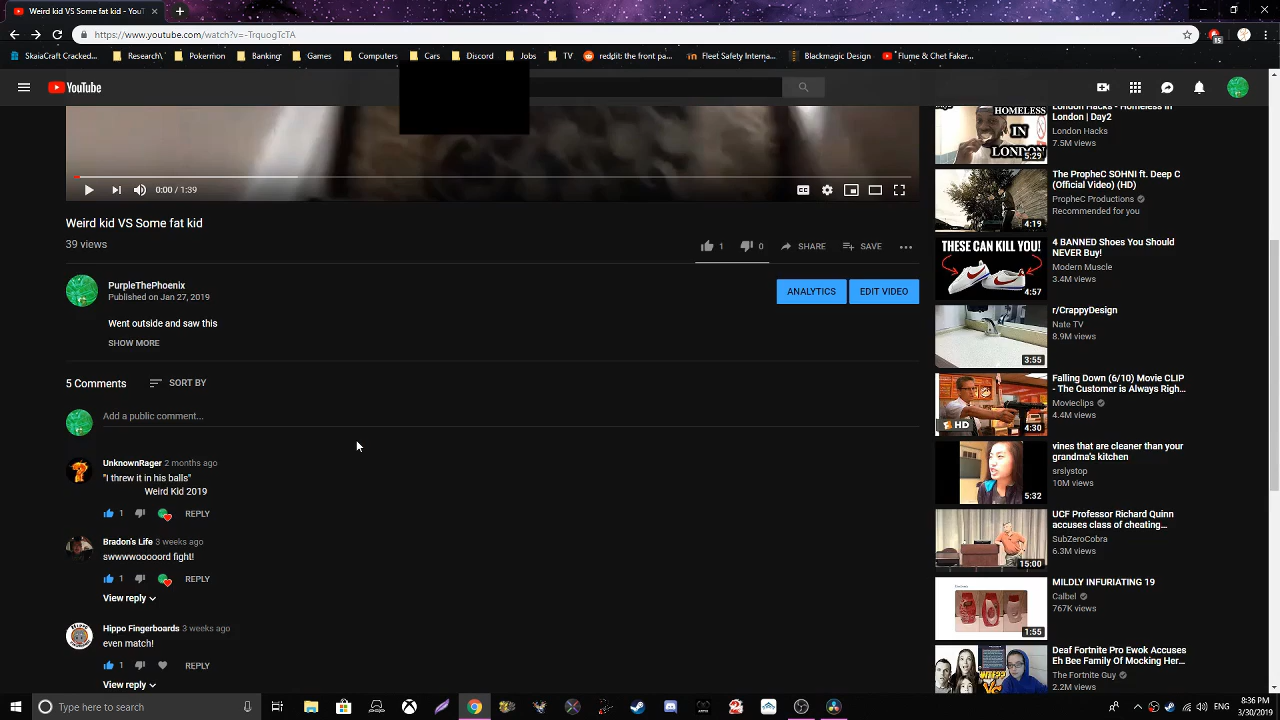 Weird kid VS Some fat kid - YouT
https://www.youtube.com/watch?v=-TrquogTcTA
SkaiaCraft Cracked... Research\ Pokemon Banking Games Computers Cars Discord Jobs TV reddit: the front pa... Fleet Safety Interna... Blackmagic Design Flume & Chet Faker...
15
YouTube
0:00 / 1:39
CC
Weird kid VS Some fat kid
39 views
1 0 SHARE SAVE
PurpleThePhoenix
Published on Jan 27, 2019
ANALYTICS EDIT VIDEO
Went outside and saw this
SHOW MORE
5 Comments SORT BY
Add a public comment...
UnknownRager 2 months ago
"I threw it in his balls"
Weird Kid 2019
1 REPLY
Bradon's Life 3 weeks ago
swwwwooooord fight!
1 REPLY
View reply
Hippo Fingerboards 3 weeks ago
even match!
1 REPLY
View reply
HOMELESS
IN
LONDON
5:29
London Hacks - Homeless in
London | Day2
London Hacks
7.5M views
4:19
The PropheC SOHNI ft. Deep C
(Official Video) (HD)
PropheC Productions
Recommended for you
THESE CAN KILL YOU!
4:57
4 BANNED Shoes You Should
NEVER Buy!
Modern Muscle
3.4M views
3:55
r/CrappyDesign
Nate TV
8.9M views
HD
4:30
Falling Down (6/10) Movie CLIP
- The Customer is Always Righ...
Movieclips
4.4M views
5:32
vines that are cleaner than your
grandma's kitchen
srslystop
10M views
15:00
UCF Professor Richard Quinn
accuses class of cheating...
SubZeroCobra
6.3M views
1:55
MILDLY INFURIATING 19
Calbel
767K views
Deaf Fortnite Pro Ewok Accuses
Eh Bee Family Of Mocking Her...
The Fortnite Guy
2.2M views
Type here to search
8:36 PM
3/30/2019